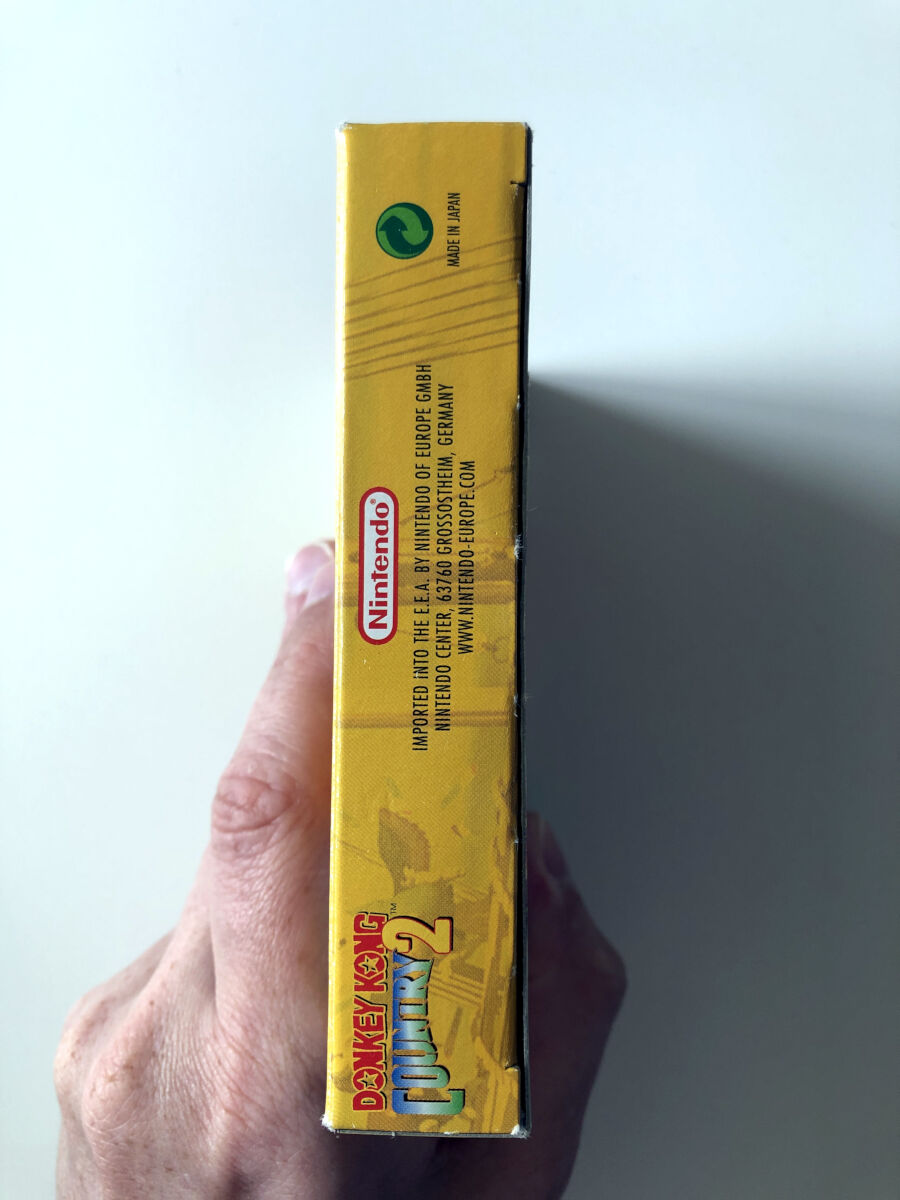 DONKEY KONG
COUNTRY 2™
Nintendo®
IMPORTED INTO THE E.E.A. BY NINTENDO OF EUROPE GMBH
NINTENDO CENTER, 63760 GROSSOSTHEIM, GERMANY
WWW.NINTENDO-EUROPE.COM
MADE IN JAPAN